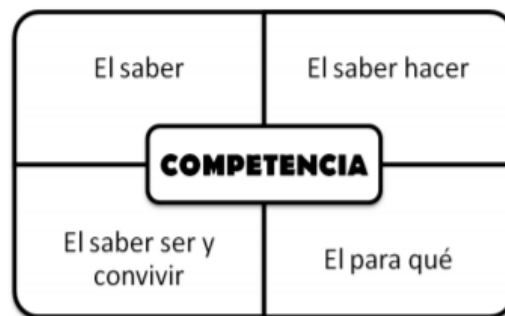 El saber
El saber hacer
COMPETENCIA
El saber ser y
convivir
El para qué